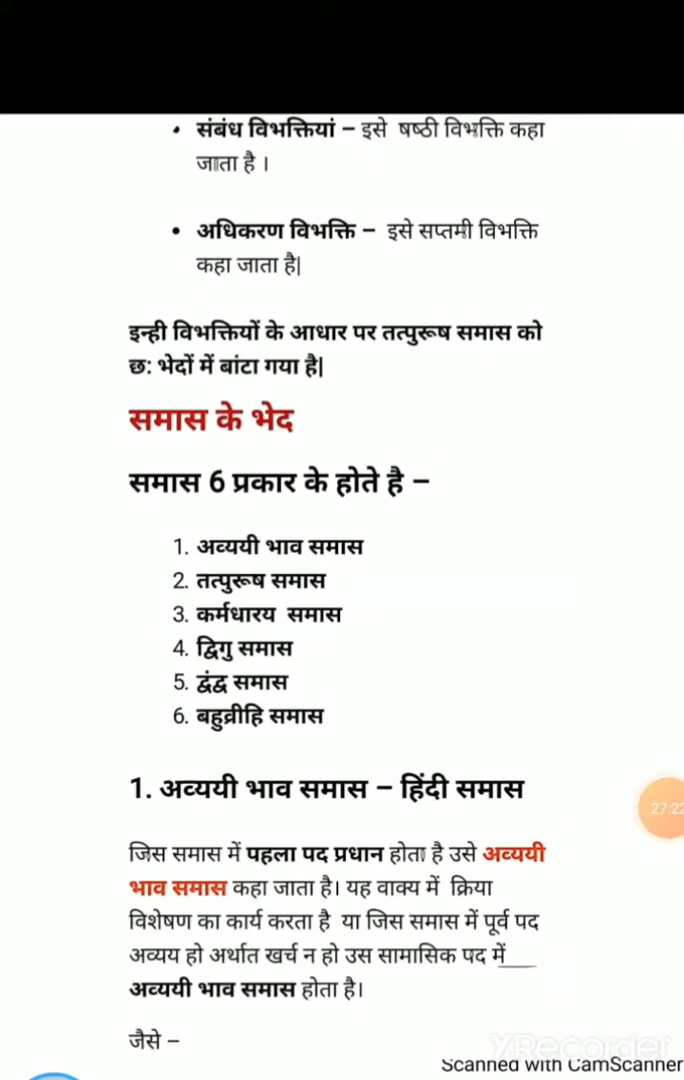 • संबंध विभक्तियां – इसे षष्ठी विभक्ति कहा
जाता है ।
• अधिकरण विभक्ति – इसे सप्तमी विभक्ति
कहा जाता है|
इन्ही विभक्तियों के आधार पर तत्पुरूष समास को
छ: भेदों में बांटा गया है|
समास के भेद
समास 6 प्रकार के होते है –
1. अव्ययी भाव समास
2. तत्पुरूष समास
3. कर्मधारय समास
4. द्विगु समास
5. द्वंद्व समास
6. बहुव्रीहि समास
1. अव्ययी भाव समास – हिंदी समास
27:22
जिस समास में पहला पद प्रधान होता है उसे अव्ययी
भाव समास कहा जाता है। यह वाक्य में क्रिया
विशेषण का कार्य करता है या जिस समास में पूर्व पद
अव्यय हो अर्थात खर्च न हो उस सामासिक पद में
अव्ययी भाव समास होता है।
जैसे –
XRecorder
Scanned with CamScanner